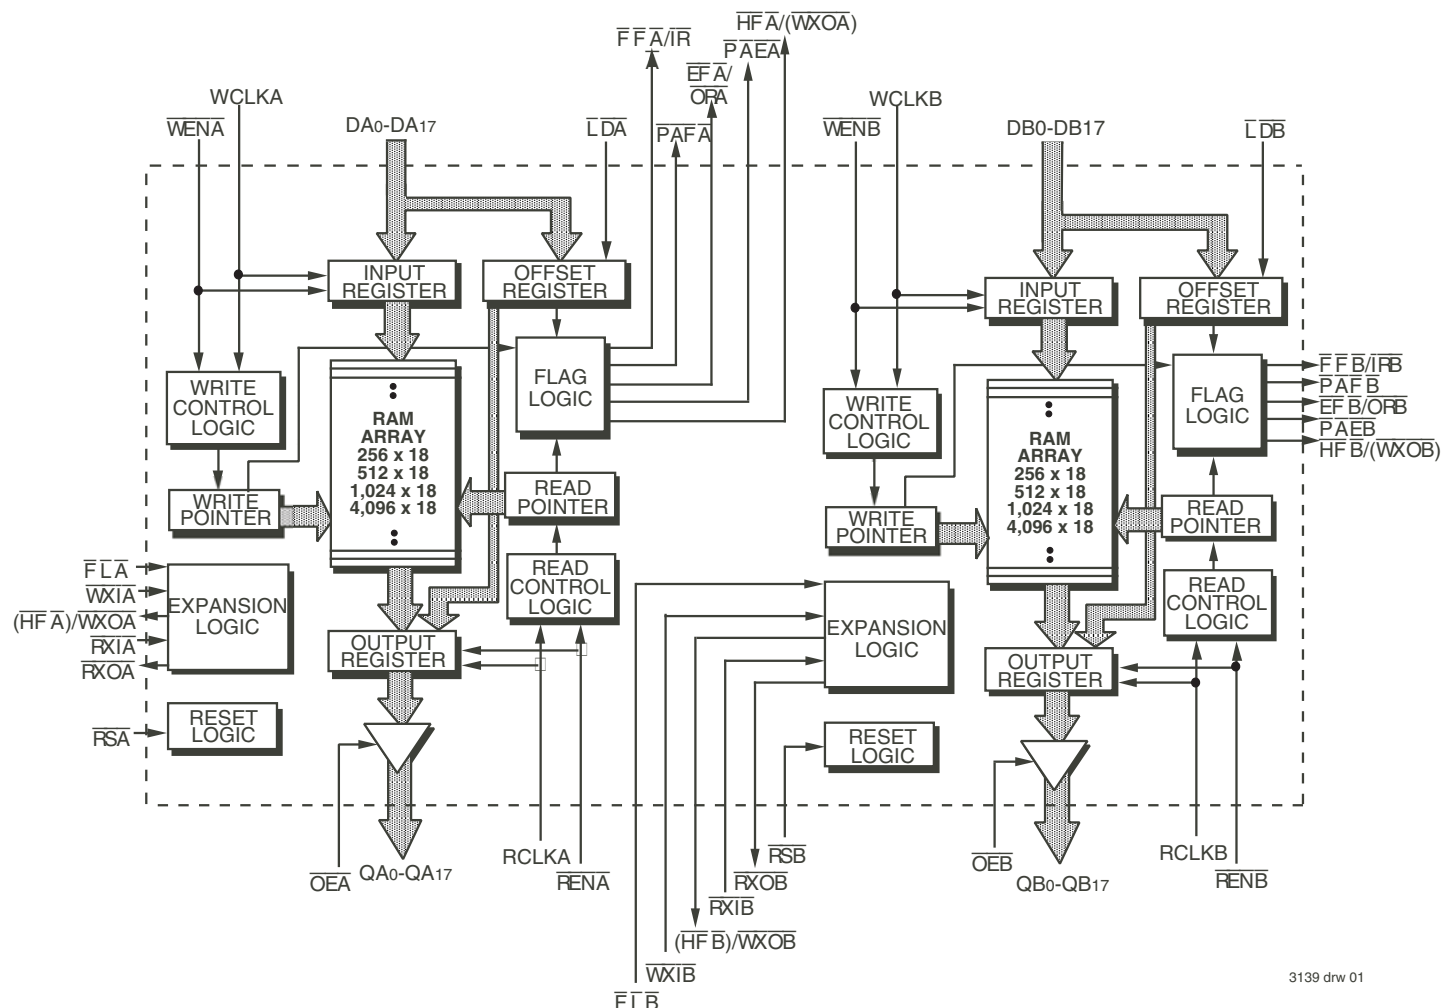 HFA/(WXOA)
FFA/IR
PAEA
EFA/
ORA
WCLKA
WCLKB
WENA
DA0-DA17
LDA
PAFA
WENB
DB0-DB17
LDB
INPUT
REGISTER
OFFSET
REGISTER
INPUT
REGISTER
OFFSET
REGISTER
WRITE
CONTROL
LOGIC
FLAG
LOGIC
RAM
ARRAY
256 x 18
512 x 18
1,024 x 18
4,096 x 18
WRITE
POINTER
READ
POINTER
READ
CONTROL
LOGIC
WRITE
CONTROL
LOGIC
FLAG
LOGIC
FFB/IRB
PAFB
EFB/ORB
PAEB
HFB/(WXOB)
RAM
ARRAY
256 x 18
512 x 18
1,024 x 18
4,096 x 18
WRITE
POINTER
READ
POINTER
READ
CONTROL
LOGIC
FLA
WXIA
(HFA)/WXOA
RXIA
RXOA
EXPANSION
LOGIC
OUTPUT
REGISTER
EXPANSION
LOGIC
OUTPUT
REGISTER
RSA
RESET
LOGIC
RESET
LOGIC
OEA
QA0-QA17
RCLKA
RENA
RSB
RXOB
RXIB
(HFB)/WXOB
WXIB
FLB
OEB
QB0-QB17
RCLKB
RENB
3139 drw 01